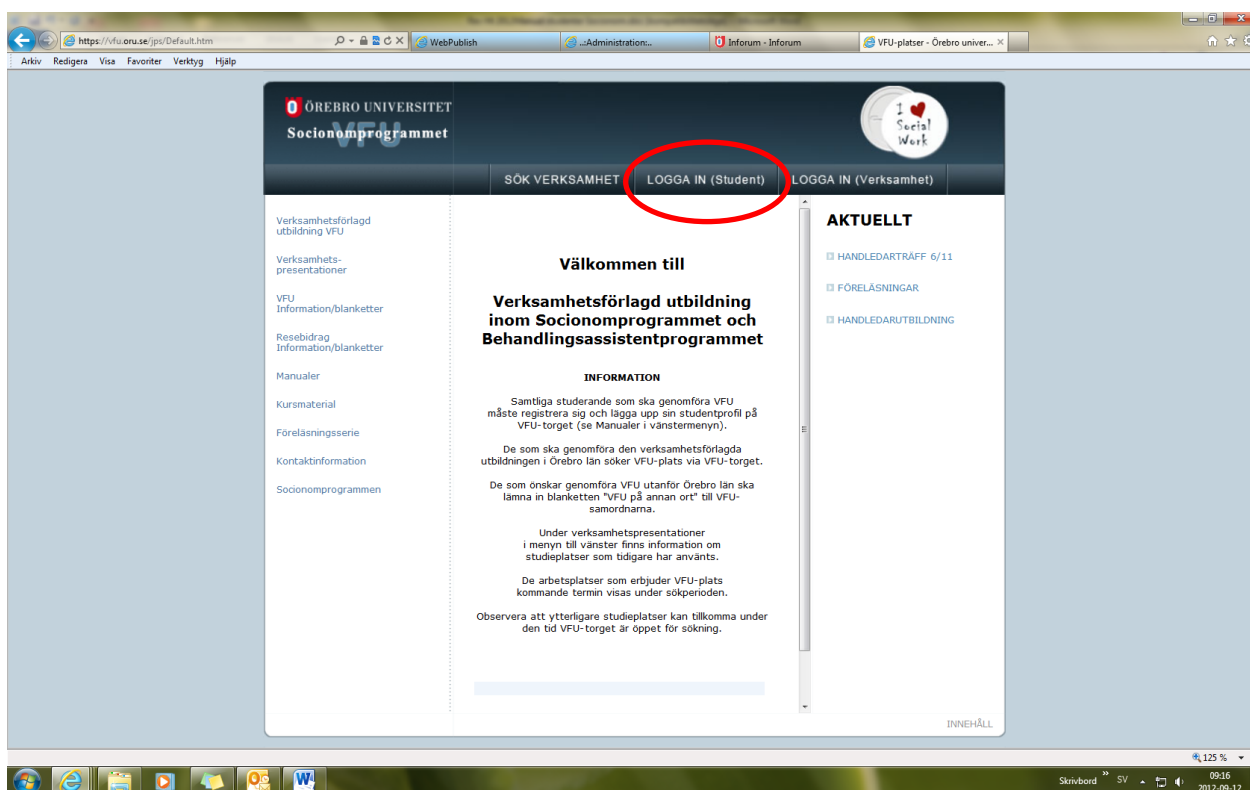 https://vfu.oru.se/jps/Default.htm
WebPublish
..:Administration:..
Inforum - Inforum
VFU-platser - Örebro univer...
Arkiv Redigera Visa Favoriter Verktyg Hjälp
ÖREBRO UNIVERSITET
Socionomprogrammet
VFU
I
Social
Work
SÖK VERKSAMHET LOGGA IN (Student) LOGGA IN (Verksamhet)
Verksamhetsförlagd
utbildning VFU
Verksamhets-
presentationer
VFU
Information/blanketter
Resebidrag
Information/blanketter
Manualer
Kursmaterial
Föreläsningsserie
Kontaktinformation
Socionomprogrammen
Välkommen till
Verksamhetsförlagd utbildning
inom Socionomprogrammet och
Behandlingsassistentprogrammet
INFORMATION
Samtliga studerande som ska genomföra VFU
måste registrera sig och lägga upp sin studentprofil på
VFU-torget (se Manualer i vänstermenyn).
De som ska genomföra den verksamhetsförlagda
utbildningen i Örebro län söker VFU-plats via VFU-torget.
De som önskar genomföra VFU utanför Örebro län ska
lämna in blanketten "VFU på annan ort" till VFU-
samordnarna.
Under verksamhetspresentationer
i menyn till vänster finns information om
studieplatser som tidigare har använts.
De arbetsplatser som erbjuder VFU-plats
kommande termin visas under sökperioden.
Observera att ytterligare studieplatser kan tillkomma under
den tid VFU-torget är öppet för sökning.
AKTUELLT
HANDLEDARTRÄFF 6/11
FÖRELÄSNINGAR
HANDLEDARUTBILDNING
INNEHÅLL
125 %
Skrivbord » SV 09:16
2012-09-12